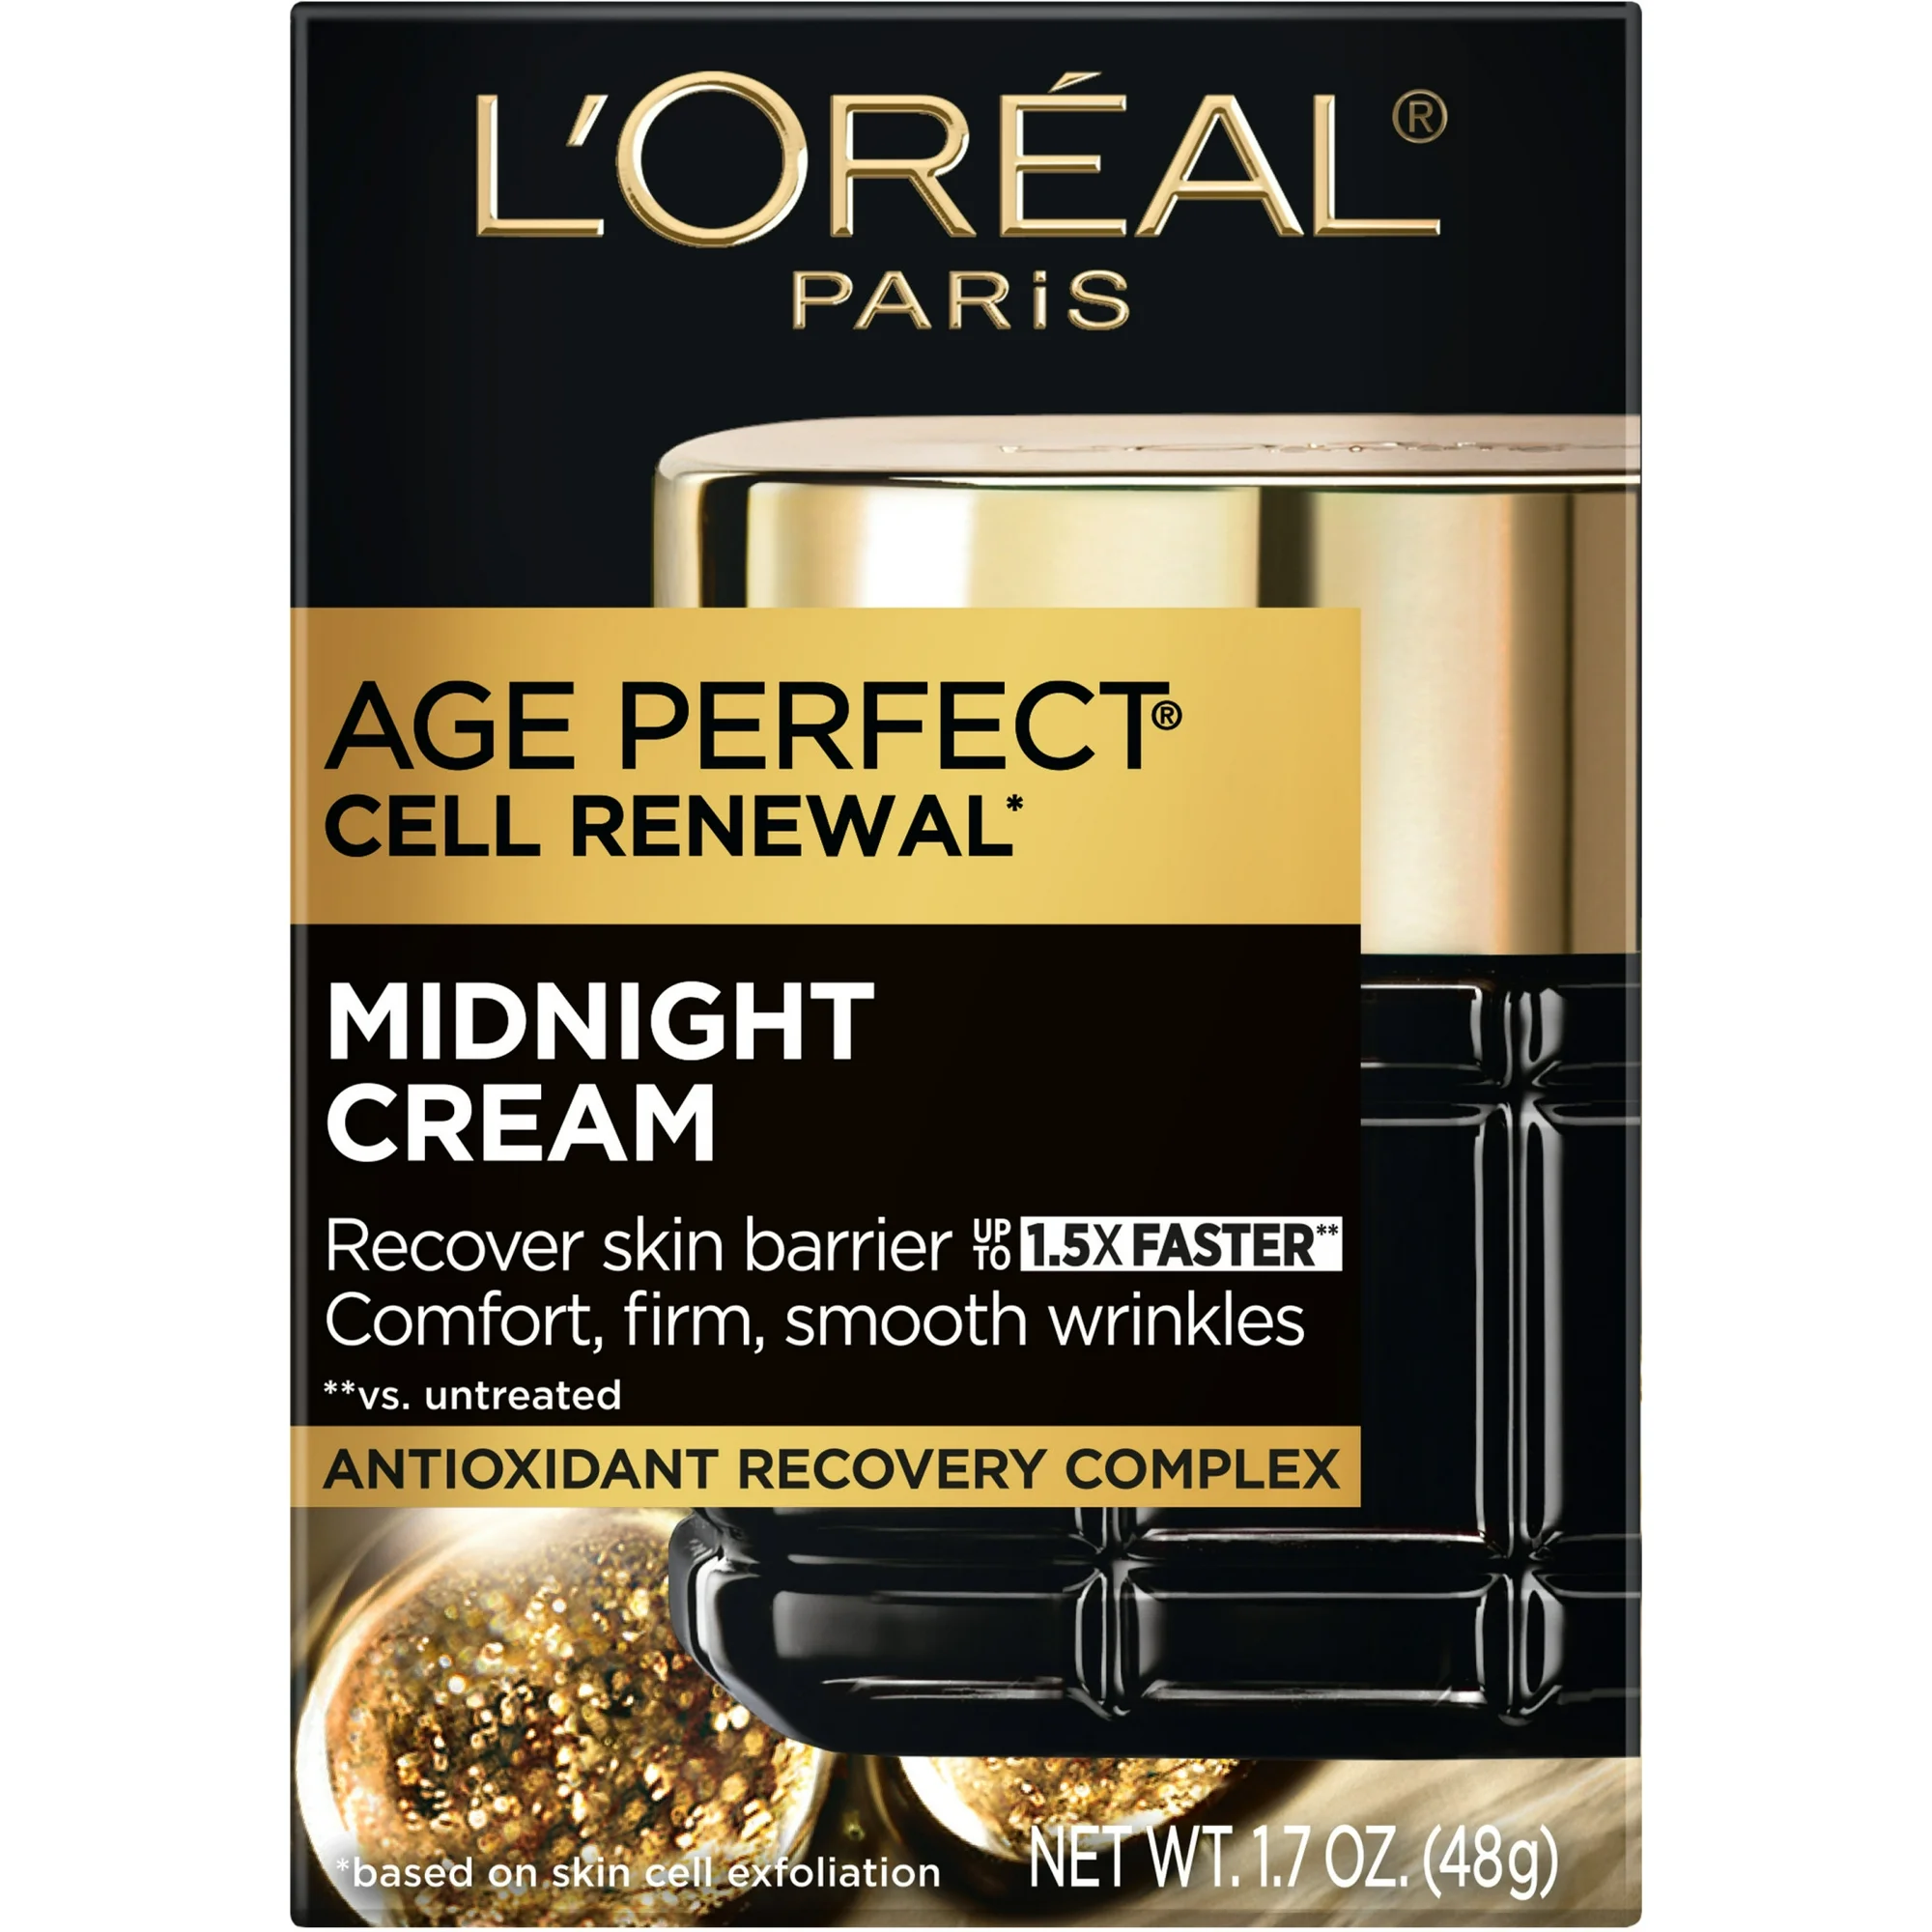 L'ORÉAL®
PARiS
AGE PERFECT®
CELL RENEWAL*
MIDNIGHT
CREAM
Recover skin barrier UP TO 1.5X FASTER**
Comfort, firm, smooth wrinkles
**vs. untreated
ANTIOXIDANT RECOVERY COMPLEX
*based on skin cell exfoliation
NET WT. 1.7 OZ. (48g)